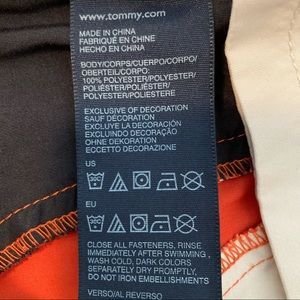 www.tommy.com
MADE IN CHINA
FABRIQUÉ EN CHINE
HECHO EN CHINA
BODY/CORPS/CUERPO/CORPO/
OBERTEIL/CORPO:
100% POLYESTER/POLYESTER/
POLIÉSTER/POLIÉSTER/
POLYESTER/POLIESTERE
EXCLUSIVE OF DECORATION
SAUF DÉCORATION
EXCLUYENDO DECORACIÓN
EXCLUINDO DECORAÇÃO
OHNE DEKORATION
ECCETTO DECORAZIONE
US
EU
CLOSE ALL FASTENERS, RINSE
IMMEDIATELY AFTER SWIMMING,
WASH COLD, DARK COLORS
SEPARATELY DRY PROMPTLY,
DO NOT IRON EMBELLISHMENTS
VERSO/AL REVERSO